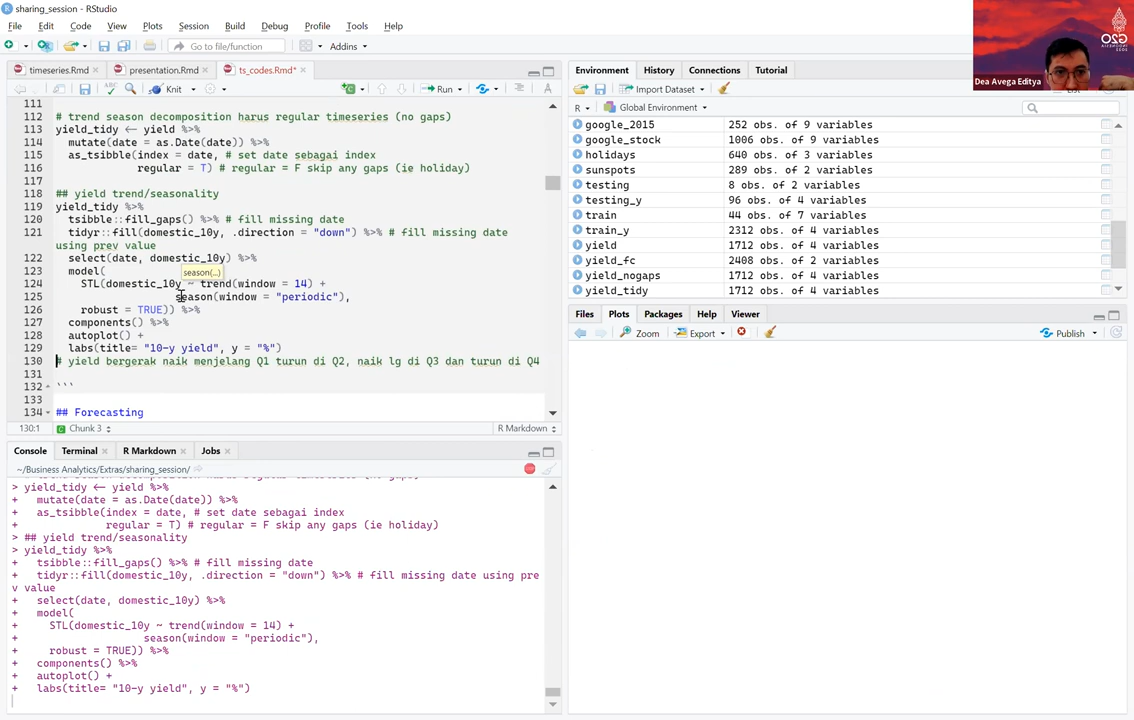 sharing_session - RStudio
File Edit Code View Plots Session Build Debug Profile Tools Help
Go to file/function Addins
timeseries.Rmd presentation.Rmd ts_codes.Rmd*
Knit Run
111
112 # trend season decomposition harus regular timeseries (no gaps)
113 yield_tidy <- yield %>%
114 mutate(date = as.Date(date)) %>%
115 as_tsibble(index = date, # set date sebagai index
116 regular = T) # regular = F skip any gaps (ie holiday)
117
118 ## yield trend/seasonality
119 yield_tidy %>%
120 tsibble::fill_gaps() %>% # fill missing date
121 tidyr::fill(domestic_10y, .direction = "down") %>% # fill missing date
using prev value
122 select(date, domestic_10y) %>%
123 model(
season(...)
124 STL(domestic_10y ~ trend(window = 14) +
125 season(window = "periodic"),
126 robust = TRUE)) %>%
127 components() %>%
128 autoplot() +
129 labs(title= "10-y yield", y = "%")
130 # yield bergerak naik menjelang Q1 turun di Q2, naik lg di Q3 dan turun di Q4
131
132 ```
133
134 ## Forecasting
130:1 Chunk 3 R Markdown
Console Terminal R Markdown Jobs
~/Business Analytics/Extras/sharing_session/
> yield_tidy <- yield %>%
+ mutate(date = as.Date(date)) %>%
+ as_tsibble(index = date, # set date sebagai index
+ regular = T) # regular = F skip any gaps (ie holiday)
> ## yield trend/seasonality
> yield_tidy %>%
+ tsibble::fill_gaps() %>% # fill missing date
+ tidyr::fill(domestic_10y, .direction = "down") %>% # fill missing date using pre
v value
+ select(date, domestic_10y) %>%
+ model(
+ STL(domestic_10y ~ trend(window = 14) +
+ season(window = "periodic"),
+ robust = TRUE)) %>%
+ components() %>%
+ autoplot() +
+ labs(title= "10-y yield", y = "%")
Environment History Connections Tutorial
Import Dataset
R Global Environment
google_2015 252 obs. of 9 variables
google_stock 1006 obs. of 9 variables
holidays 640 obs. of 3 variables
sunspots 289 obs. of 2 variables
testing 8 obs. of 2 variables
testing_y 96 obs. of 4 variables
train 44 obs. of 7 variables
train_y 2312 obs. of 4 variables
yield 1712 obs. of 4 variables
yield_fc 2408 obs. of 2 variables
yield_nogaps 1712 obs. of 4 variables
yield_tidy 1712 obs. of 4 variables
Files Plots Packages Help Viewer
Zoom Export Publish
G20
Dea Avega Editya